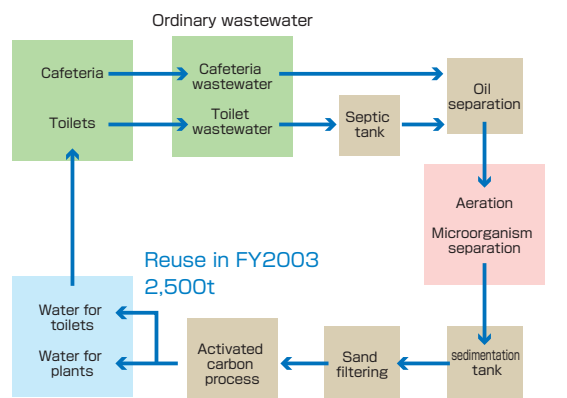 Ordinary wastewater
Cafeteria
Cafeteria
wastewater
Oil
separation
Toilets
Toilet
wastewater
Septic
tank
Aeration
Microorganism
separation
Reuse in FY2003
2,500t
Water for
toilets
Water for
plants
Activated
carbon
process
Sand
filtering
sedimentation
tank